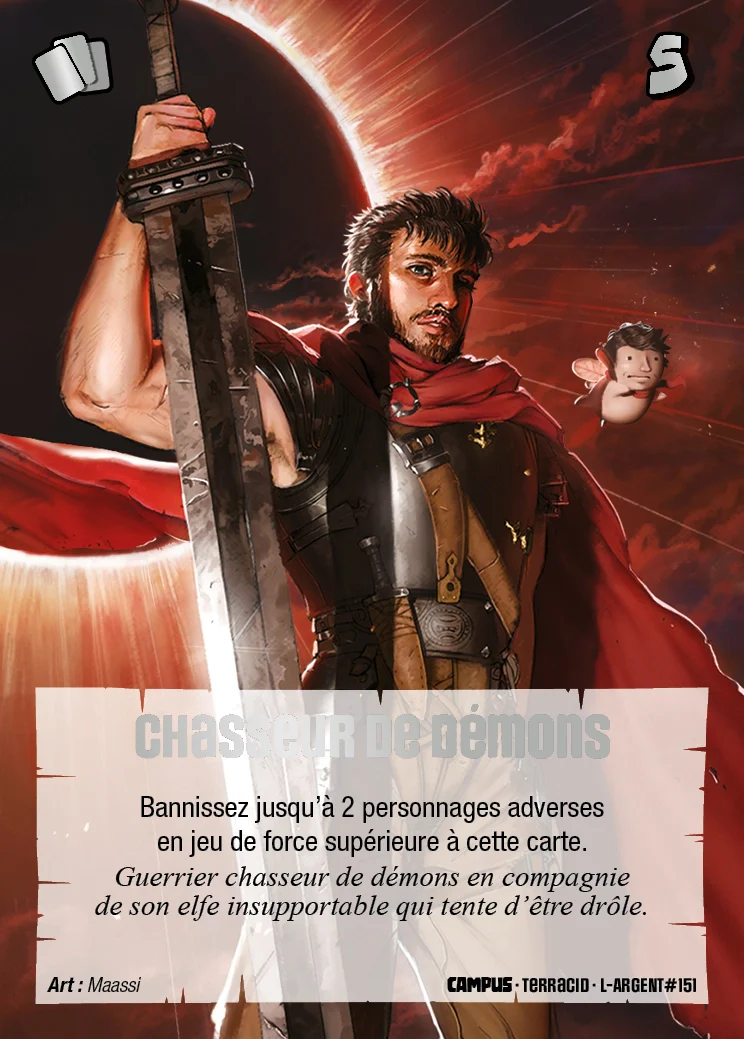 5
CHASSEUR DE DÉMONS
Bannissez jusqu'à 2 personnages adverses
en jeu de force supérieure à cette carte.
Guerrier chasseur de démons en compagnie
de son elfe insupportable qui tente d'être drôle.
Art : Maassi
CAMPUS · TERRACID · L-ARGENT#151